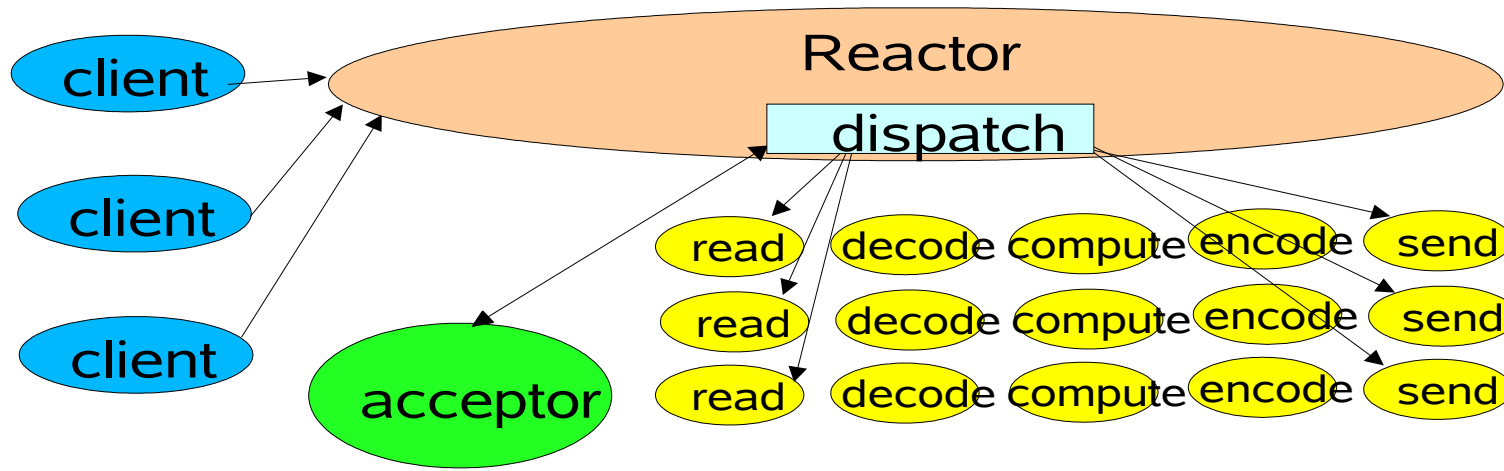 Reactor
client
dispatch
client
client
acceptor
read decode compute encode send
read decode compute encode send
read decode compute encode send